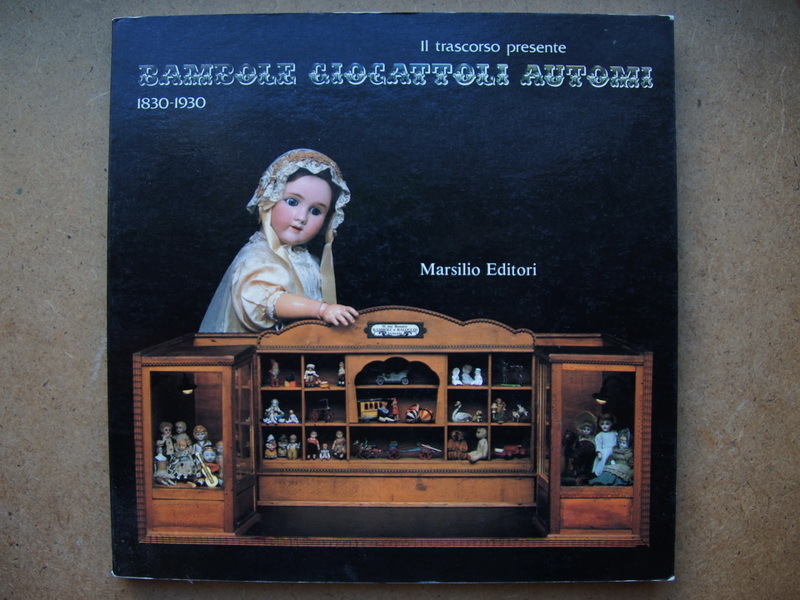 Il trascorso presente
BAMBOLE GIOCATTOLI AUTOMI
1830-1930
Marsilio Editori